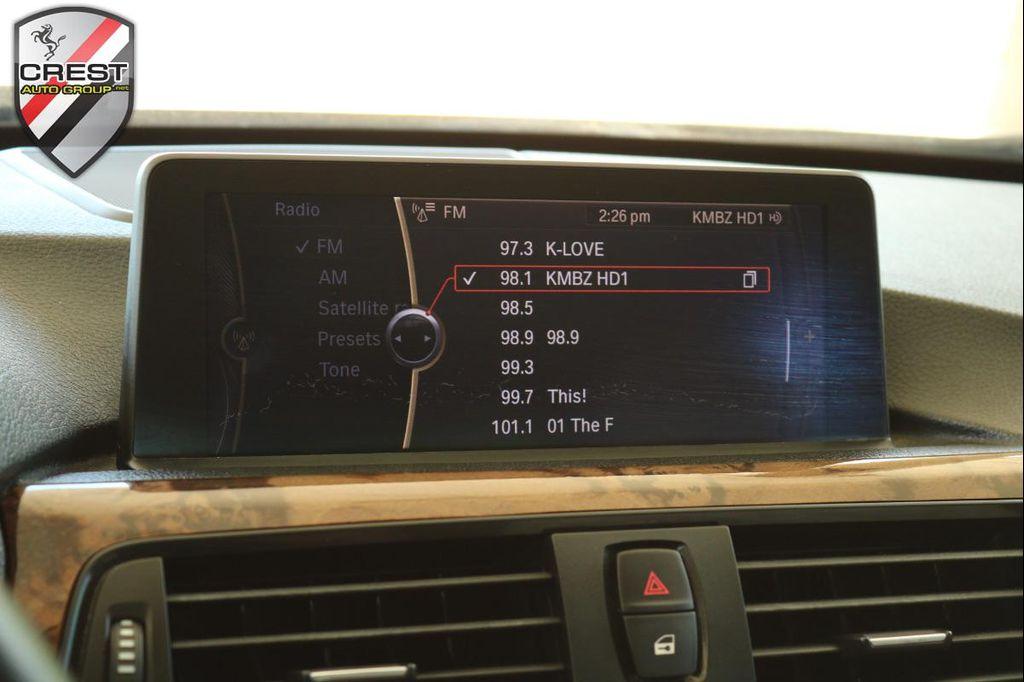 CREST
AUTO GROUP.net
Radio
FM
AM
Satellite r
Presets
Tone
FM 2:26 pm KMBZ HD1
97.3 K-LOVE
98.1 KMBZ HD1
98.5
98.9 98.9
99.3
99.7 This!
101.1 01 The F